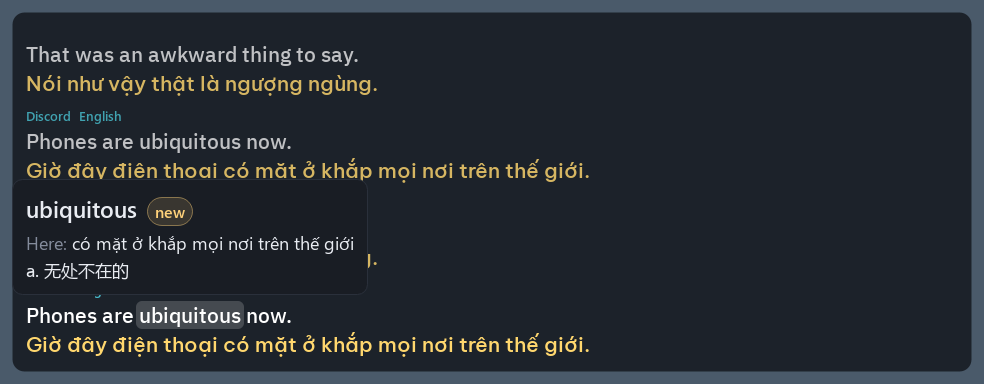 That was an awkward thing to say.
Nói như vậy thật là ngượng ngùng.
Discord English
Phones are ubiquitous now.
Giờ đây điện thoại có mặt ở khắp mọi nơi trên thế giới.
ubiquitous new
Here: có mặt ở khắp mọi nơi trên thế giới
a. 无处不在的
Phones are ubiquitous now.
Giờ đây điện thoại có mặt ở khắp mọi nơi trên thế giới.